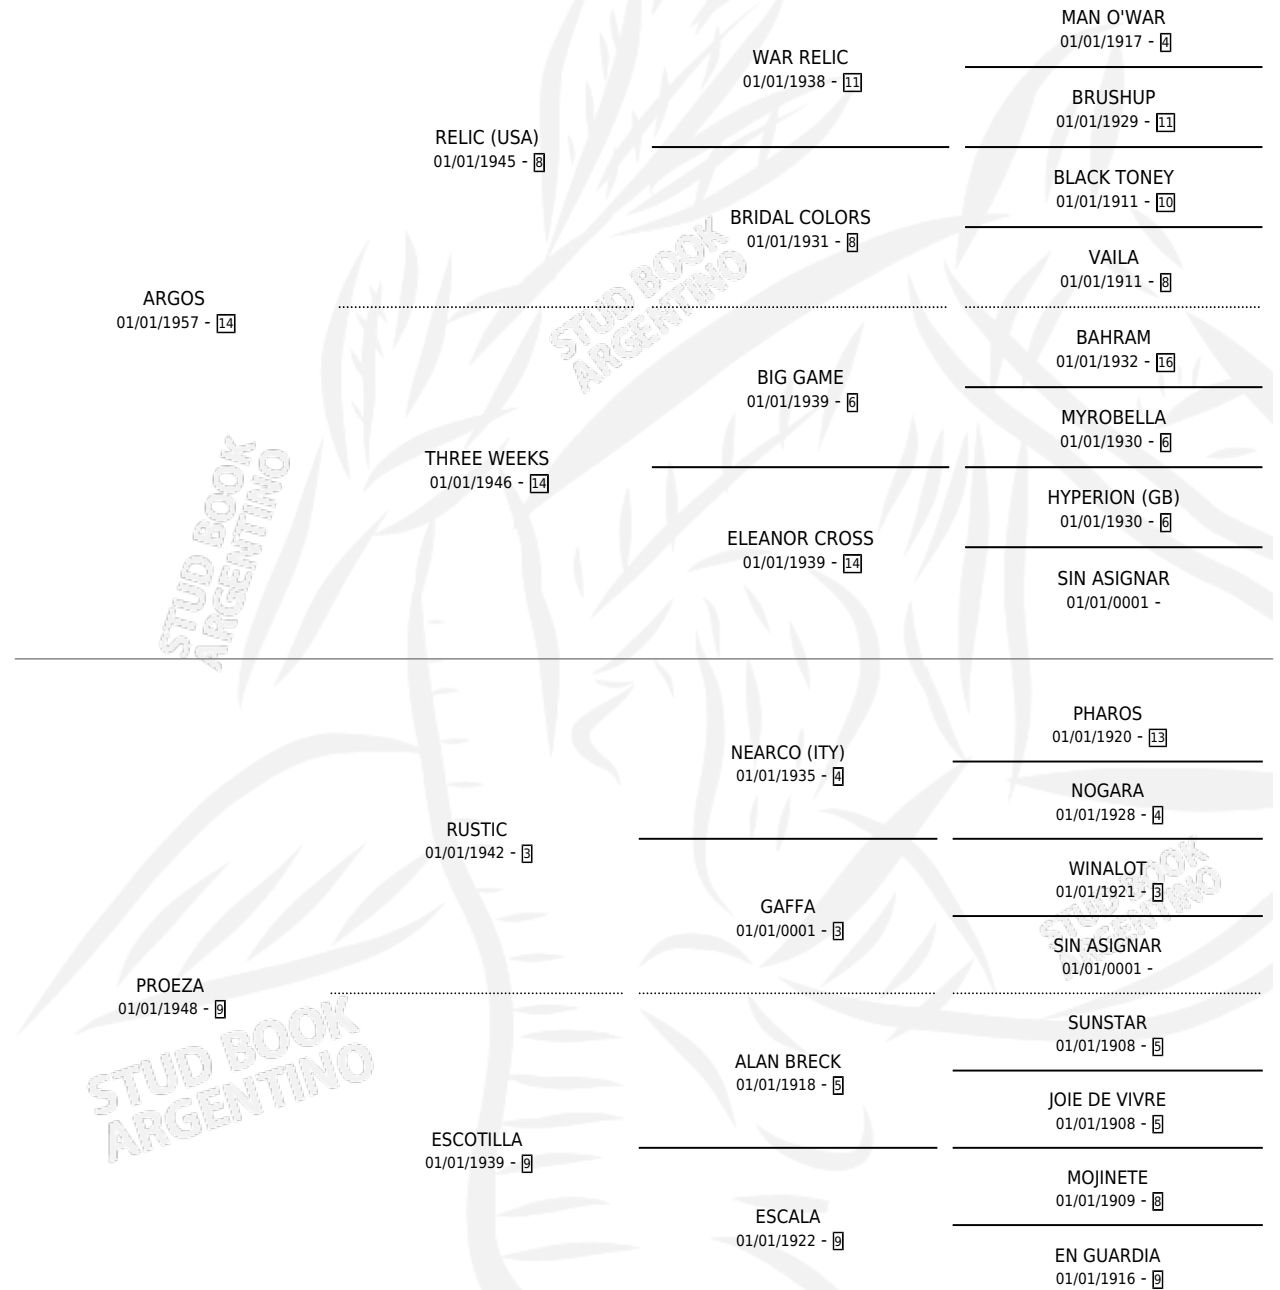 MAN O'WAR
01/01/1917 - 4
WAR RELIC
01/01/1938 - 11
BRUSHUP
01/01/1929 - 11
RELIC (USA)
01/01/1945 - 8
BLACK TONEY
01/01/1911 - 10
BRIDAL COLORS
01/01/1931 - 8
VAILA
01/01/1911 - 8
ARGOS
01/01/1957 - 14
BAHRAM
01/01/1932 - 16
BIG GAME
01/01/1939 - 6
MYROBELLA
01/01/1930 - 6
THREE WEEKS
01/01/1946 - 14
HYPERION (GB)
01/01/1930 - 6
ELEANOR CROSS
01/01/1939 - 14
SIN ASIGNAR
01/01/0001 -
PHAROS
01/01/1920 - 13
NEARCO (ITY)
01/01/1935 - 4
NOGARA
01/01/1928 - 4
RUSTIC
01/01/1942 - 3
WINALOT
01/01/1921 - 3
GAFFA
01/01/0001 - 3
SIN ASIGNAR
01/01/0001 -
PROEZA
01/01/1948 - 9
SUNSTAR
01/01/1908 - 5
ALAN BRECK
01/01/1918 - 5
JOIE DE VIVRE
01/01/1908 - 5
ESCOTILLA
01/01/1939 - 9
MOJINETE
01/01/1909 - 8
ESCALA
01/01/1922 - 9
EN GUARDIA
01/01/1916 - 9
STUD BOOK
ARGENTINO
STUD BOOK
ARGENTINO
STUD BOOK
ARGENTINO
STUD BOOK
ARGENTINO